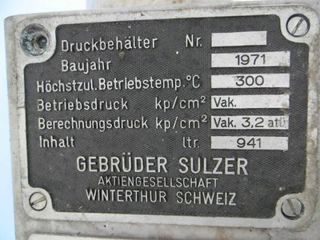 Druckbehälter Nr.
Baujahr 1971
Höchstzul. Betriebstemp. °C 300
Betriebsdruck kp/cm² Vak.
Berechnungsdruck kp/cm² Vak. 3,2 atü
Inhalt ltr. 941
GEBRÜDER SULZER
AKTIENGESELLSCHAFT
WINTERTHUR SCHWEIZ